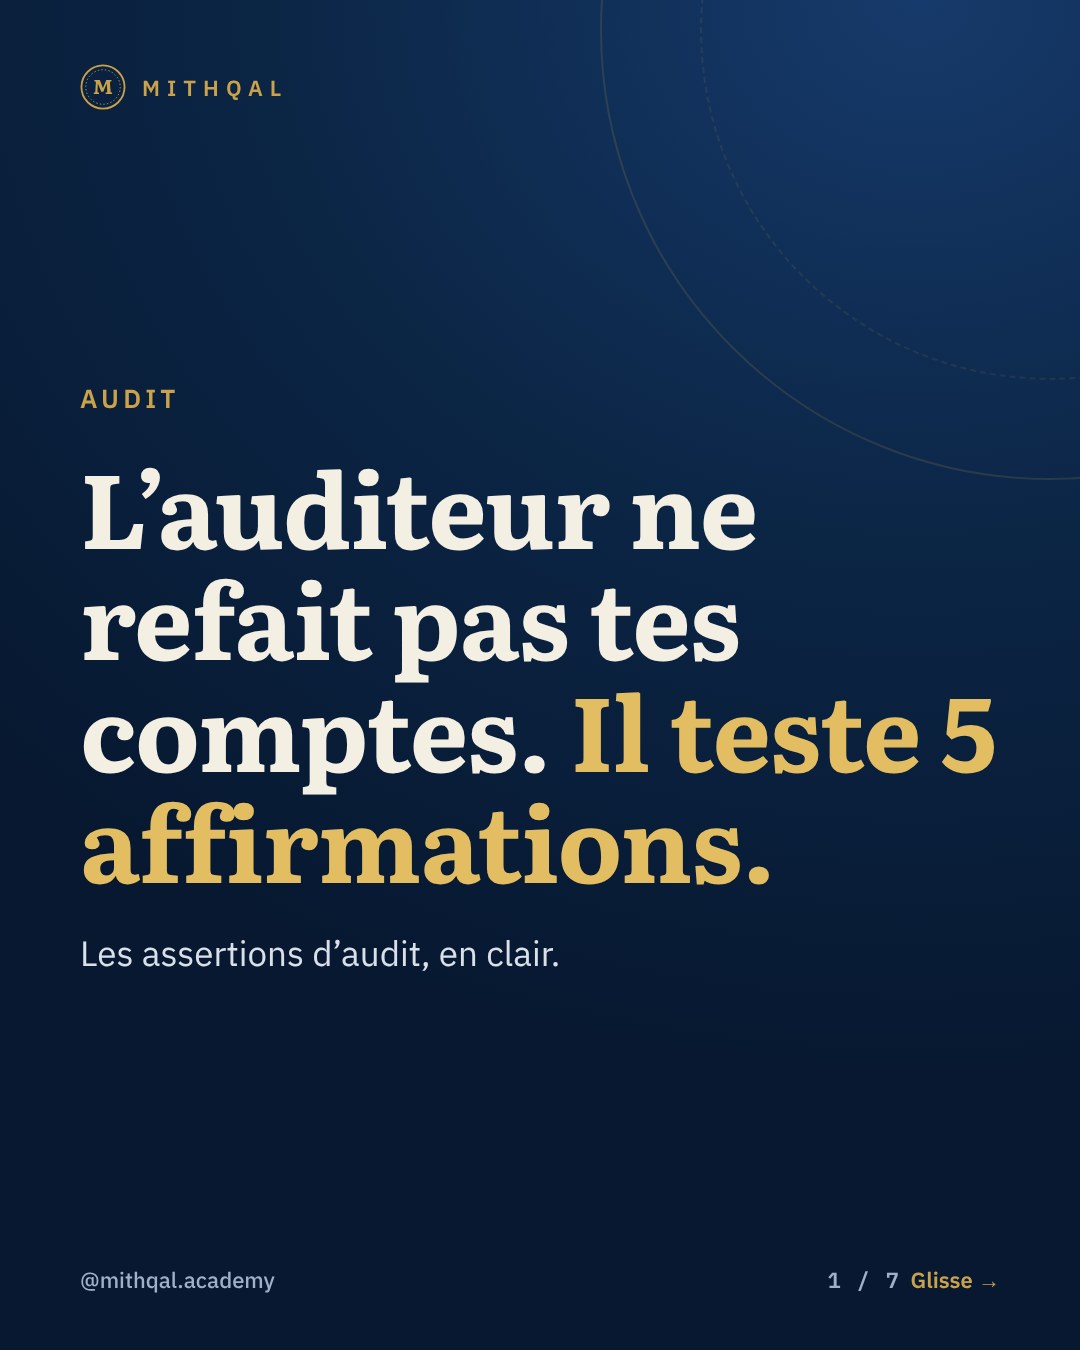 M MITHQAL
AUDIT
L’auditeur ne
refait pas tes
comptes. Il teste 5
affirmations.
Les assertions d’audit, en clair.
@mithqal.academy
1 / 7 Glisse →